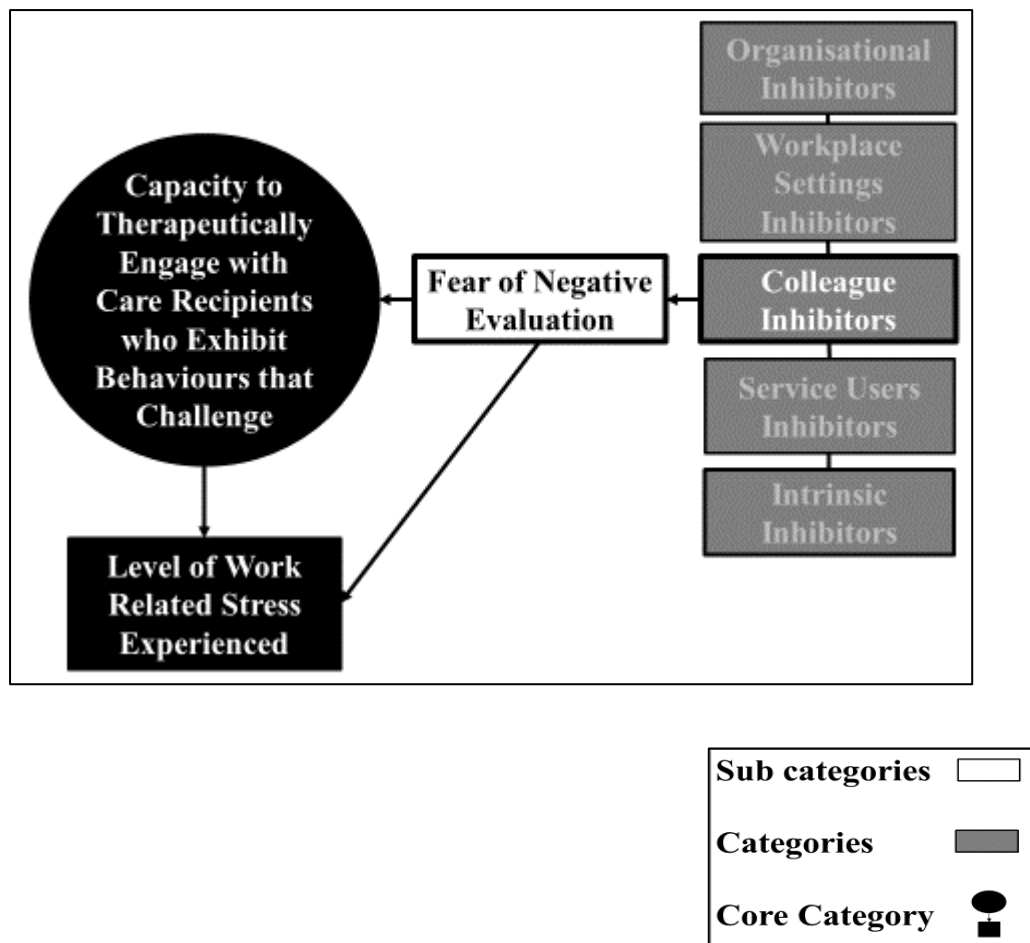 Organisational
Inhibitors
Workplace
Settings
Inhibitors
Capacity to
Therapeutically
Engage with
Care Recipients
who Exhibit
Behaviours that
Challenge
Fear of Negative
Evaluation
Colleague
Inhibitors
Service Users
Inhibitors
Intrinsic
Inhibitors
Level of Work
Related Stress
Experienced
Sub categories
Categories
Core Category